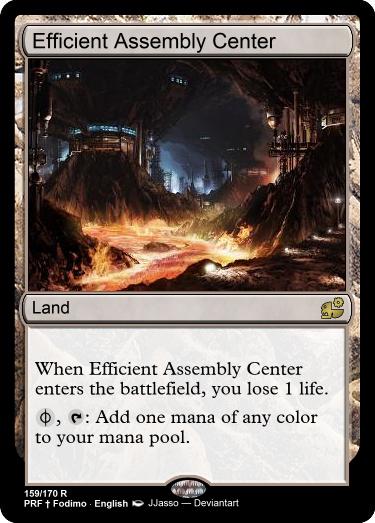 Efficient Assembly Center
Land
When Efficient Assembly Center
enters the battlefield, you lose 1 life.
, : Add one mana of any color
to your mana pool.
159/170 R
PRF † Fodimo · English JJasso — Deviantart